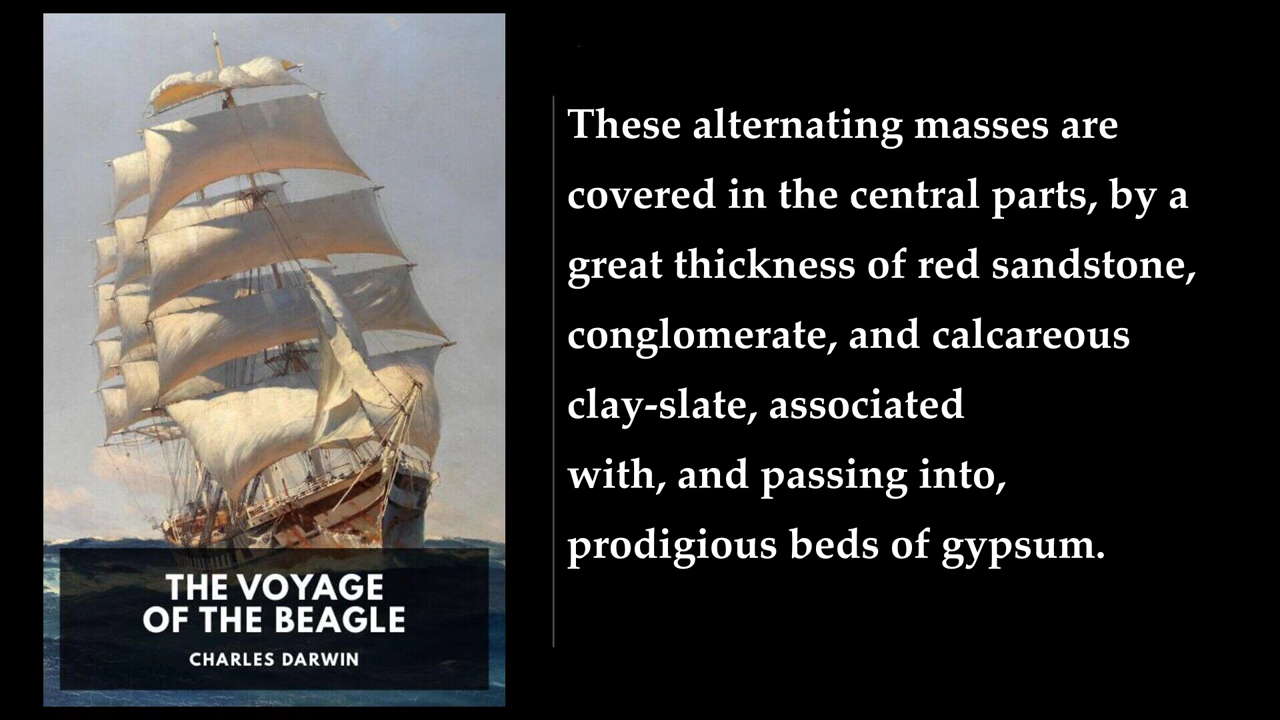 THE VOYAGE
OF THE BEAGLE
CHARLES DARWIN
These alternating masses are
covered in the central parts, by a
great thickness of red sandstone,
conglomerate, and calcareous
clay-slate, associated
with, and passing into,
prodigious beds of gypsum.